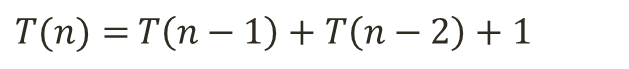 T(n) = T(n − 1) + T(n − 2) + 1